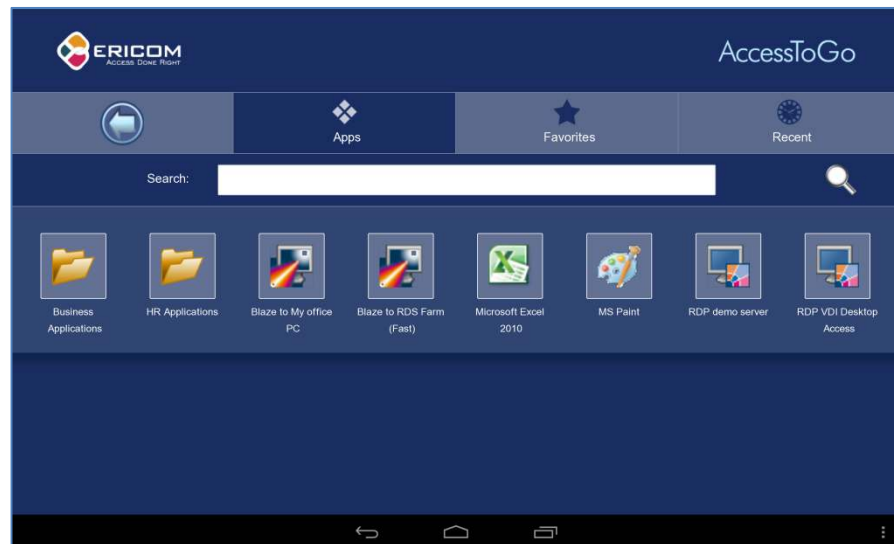 ERICOM
ACCESS DONE RIGHT
AccessToGo
Apps
Favorites
Recent
Search:
Business
Applications
HR Applications
Blaze to My office
PC
Blaze to RDS Farm
(Fast)
Microsoft Excel
2010
MS Paint
RDP demo server
RDP VDI Desktop
Access